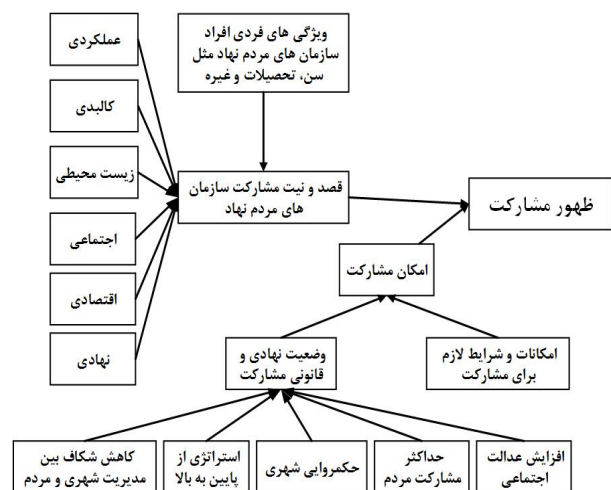 عملکردی
ویژگی های فردی افراد
سازمان های مردم نهاد مثل
سن، تحصیلات و غیره
کالبدی
زیست محیطی
قصد و نیت مشارکت سازمان
های مردم نهاد
ظهور مشارکت
اجتماعی
امکان مشارکت
اقتصادی
نهادی
وضعیت نهادی و
قانونی مشارکت
امکانات و شرایط لازم
برای مشارکت
افزایش عدالت
اجتماعی
حداکثر
مشارکت مردم
حکمروایی شهری
استراتژی از
پایین به بالا
کاهش شکاف بین
مدیریت شهری و مردم